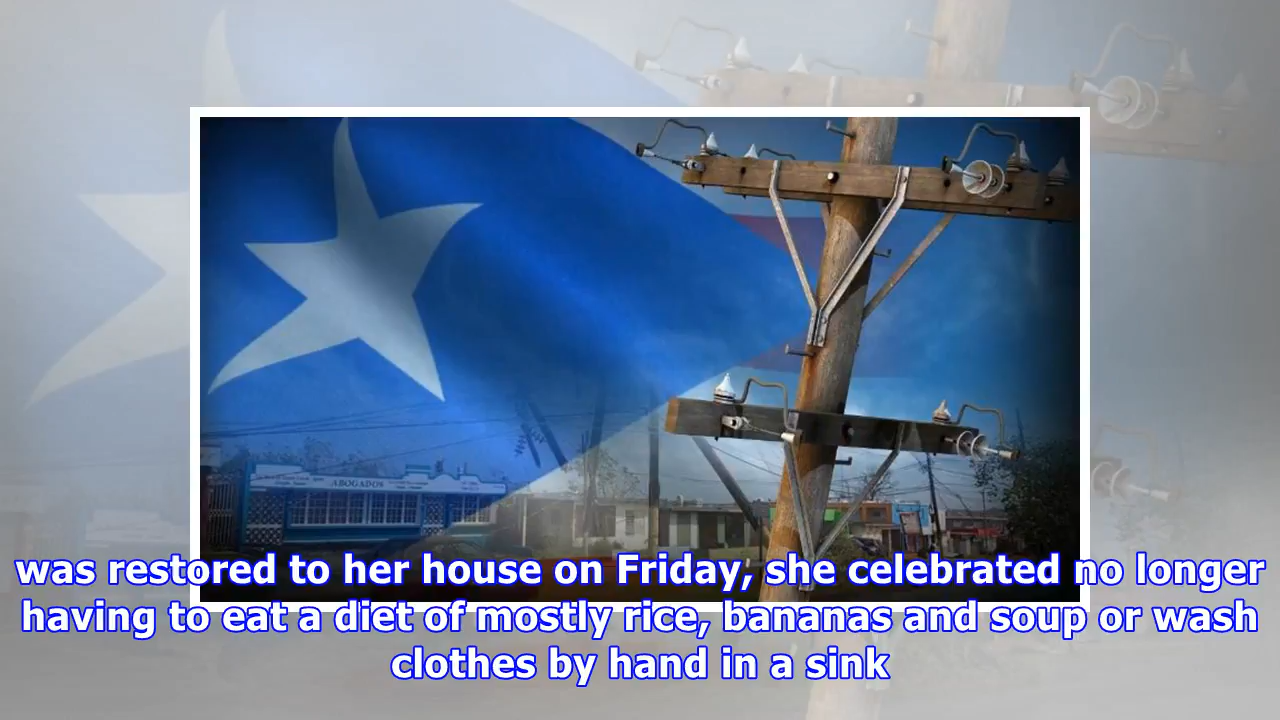 ABOGADOS
was restored to her house on Friday, she celebrated no longer
having to eat a diet of mostly rice, bananas and soup or wash
clothes by hand in a sink